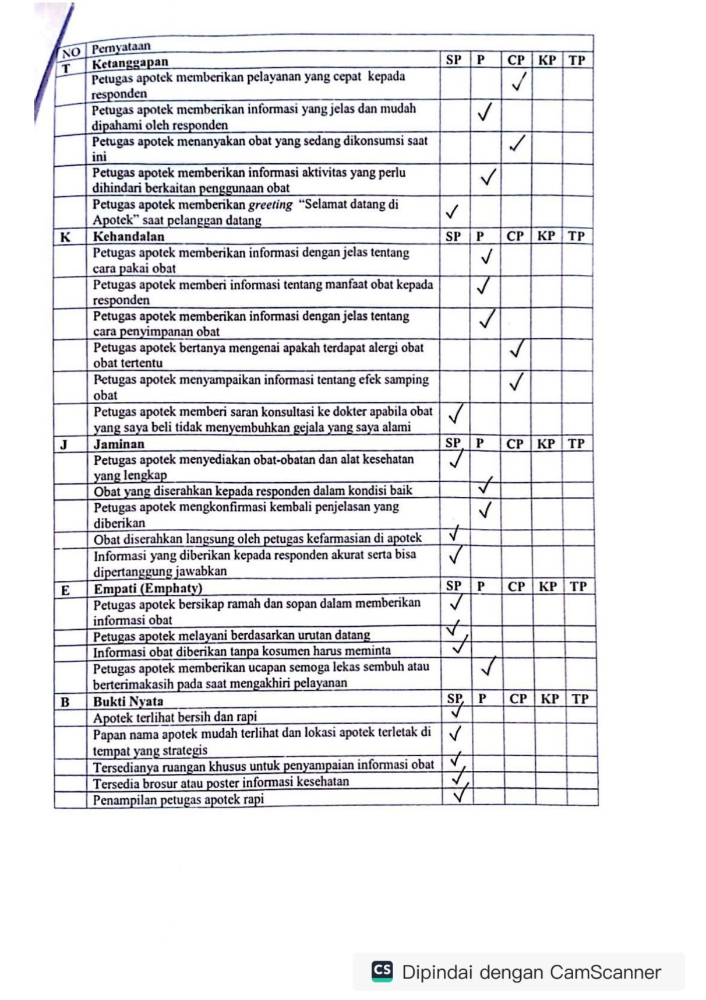 NO Pernyataan
T Ketanggapan SP P CP KP TP
Petugas apotek memberikan pelayanan yang cepat kepada
responden ✓
Petugas apotek memberikan informasi yang jelas dan mudah
dipahami oleh responden ✓
Petugas apotek menanyakan obat yang sedang dikonsumsi saat
ini ✓
Petugas apotek memberikan informasi aktivitas yang perlu
dihindari berkaitan penggunaan obat ✓
Petugas apotek memberikan greeting “Selamat datang di
Apotek” saat pelanggan datang ✓
K Kehandalan SP P CP KP TP
Petugas apotek memberikan informasi dengan jelas tentang
cara pakai obat ✓
Petugas apotek memberi informasi tentang manfaat obat kepada
responden ✓
Petugas apotek memberikan informasi dengan jelas tentang
cara penyimpanan obat ✓
Petugas apotek bertanya mengenai apakah terdapat alergi obat
obat tertentu ✓
Petugas apotek menyampaikan informasi tentang efek samping
obat ✓
Petugas apotek memberi saran konsultasi ke dokter apabila obat
yang saya beli tidak menyembuhkan gejala yang saya alami ✓
J Jaminan SP P CP KP TP
Petugas apotek menyediakan obat-obatan dan alat kesehatan
yang lengkap ✓
Obat yang diserahkan kepada responden dalam kondisi baik ✓
Petugas apotek mengkonfirmasi kembali penjelasan yang
diberikan ✓
Obat diserahkan langsung oleh petugas kefarmasian di apotek ✓
Informasi yang diberikan kepada responden akurat serta bisa
dipertanggung jawabkan ✓
E Empati (Emphaty) SP P CP KP TP
Petugas apotek bersikap ramah dan sopan dalam memberikan
informasi obat ✓
Petugas apotek melayani berdasarkan urutan datang ✓
Informasi obat diberikan tanpa kosumen harus meminta ✓
Petugas apotek memberikan ucapan semoga lekas sembuh atau
berterimakasih pada saat mengakhiri pelayanan ✓
B Bukti Nyata SP P CP KP TP
Apotek terlihat bersih dan rapi ✓
Papan nama apotek mudah terlihat dan lokasi apotek terletak di
tempat yang strategis ✓
Tersedianya ruangan khusus untuk penyampaian informasi obat ✓
Tersedia brosur atau poster informasi kesehatan ✓
Penampilan petugas apotek rapi ✓
CS Dipindai dengan CamScanner